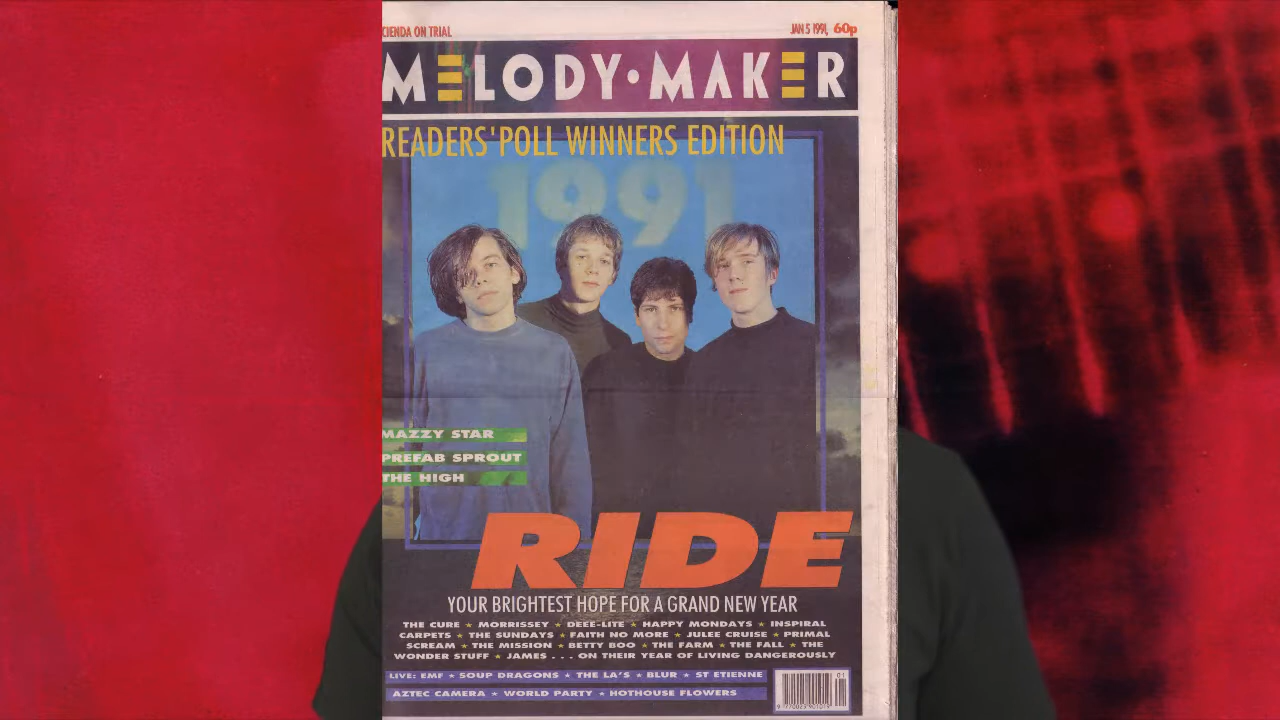 CIENDA ON TRIAL
JAN 5 1991, 60p
MELODY·MAKER
READERS' POLL WINNERS EDITION
1991
MAZZY STAR
PREFAB SPROUT
THE HIGH
RIDE
YOUR BRIGHTEST HOPE FOR A GRAND NEW YEAR
THE CURE ★ MORRISSEY ★ DEEE-LITE ★ HAPPY MONDAYS ★ INSPIRAL
CARPETS ★ THE SUNDAYS ★ FAITH NO MORE ★ JULEE CRUISE ★ PRIMAL
SCREAM ★ THE MISSION ★ BETTY BOO ★ THE FARM ★ THE FALL ★ THE
WONDER STUFF ★ JAMES . . . ON THEIR YEAR OF LIVING DANGEROUSLY
LIVE: EMF ★ SOUP DRAGONS ★ THE LA'S ★ BLUR ★ ST ETIENNE
AZTEC CAMERA ★ WORLD PARTY ★ HOTHOUSE FLOWERS
01